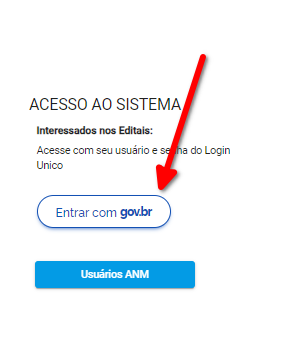 ACESSO AO SISTEMA
Interessados nos Editais:
Acesse com seu usuário e senha do Login
Unico
Entrar com gov.br
Usuários ANM